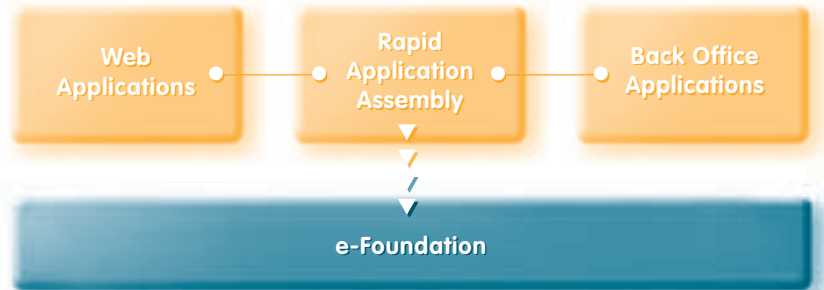 Web
Applications
Rapid
Application
Assembly
Back Office
Applications
e-Foundation